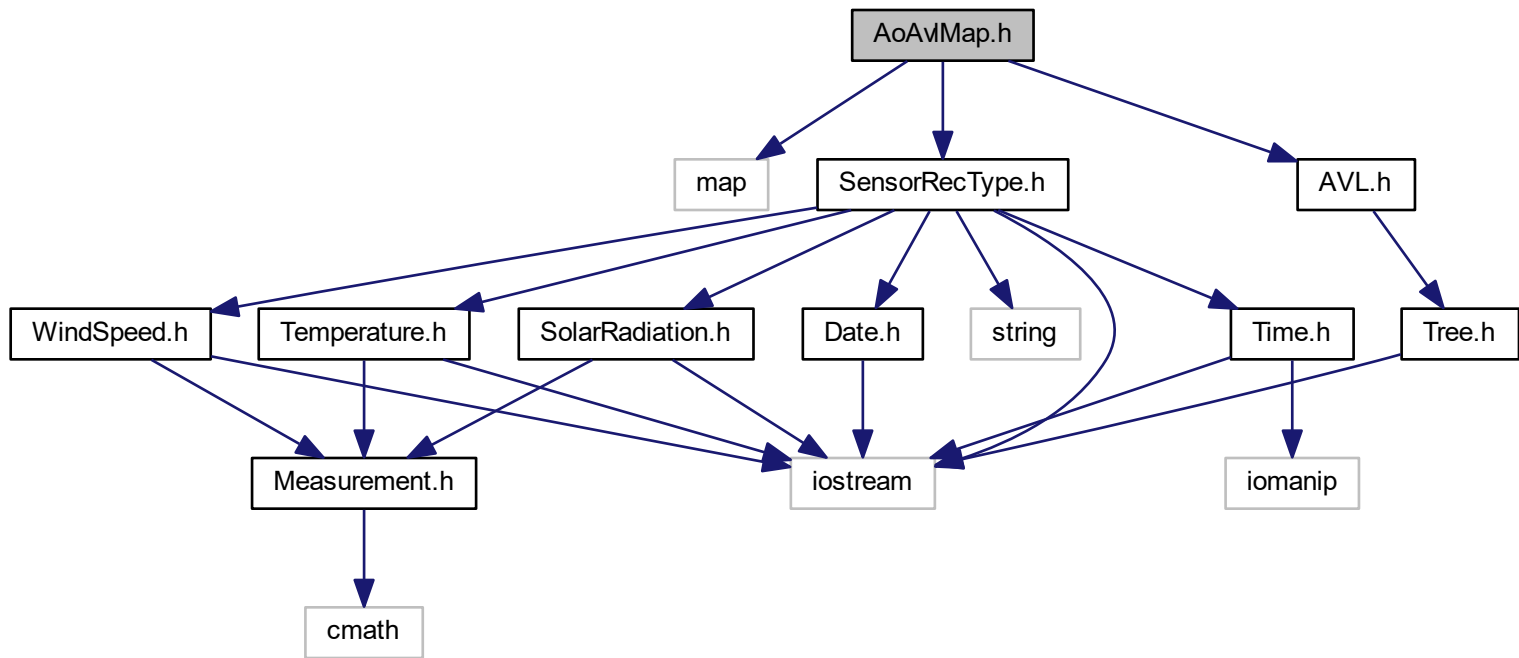 AoAvlMap.h
map
SensorRecType.h
AVL.h
WindSpeed.h
Temperature.h
SolarRadiation.h
Date.h
string
Time.h
Tree.h
Measurement.h
iostream
iomanip
cmath